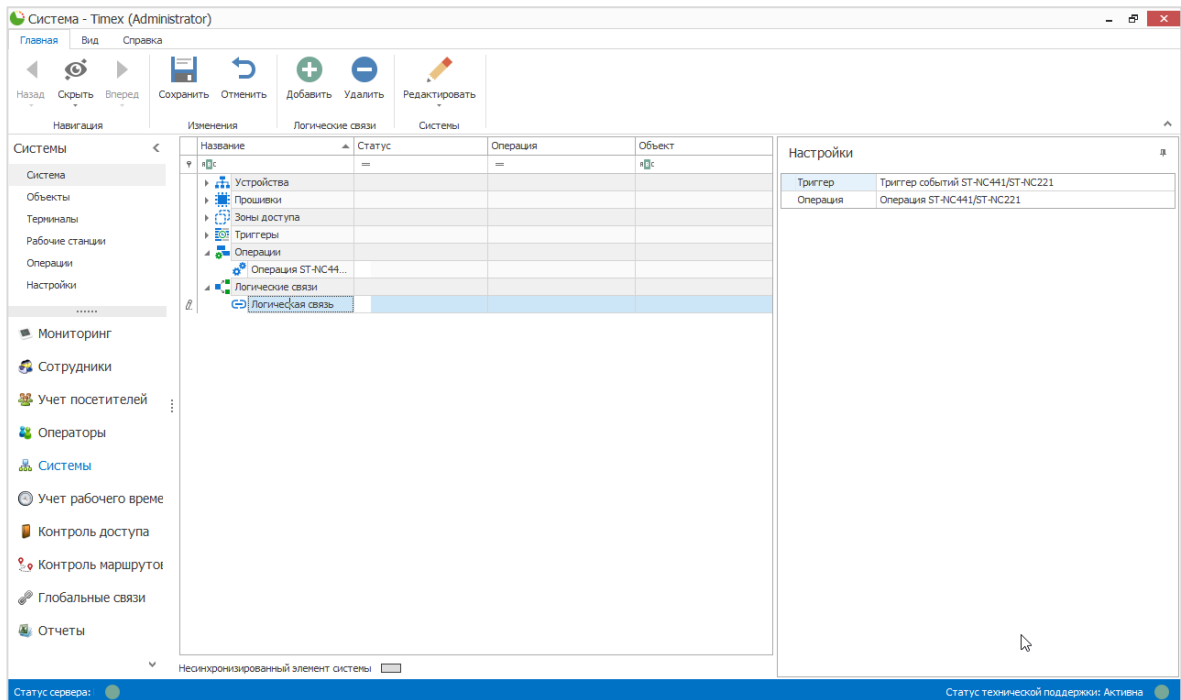 Система - Timex (Administrator)
Главная Вид Справка
Назад Скрыть Вперед Сохранить Отменить Добавить Удалить Редактировать
Навигация Изменения Логические связи Системы
Системы
Система
Объекты
Терминалы
Рабочие станции
Операции
Настройки
Мониторинг
Сотрудники
Учет посетителей
Операторы
Системы
Учет рабочего време
Контроль доступа
Контроль маршрутов
Глобальные связи
Отчеты
Название Статус Операция Объект
= =
Устройства
Прошивки
Зоны доступа
Триггеры
Операции
Операция ST-NC44...
Логические связи
Логическая связь
Несинхронизированный элемент системы
Настройки
Триггер Триггер событий ST-NC441/ST-NC221
Операция Операция ST-NC441/ST-NC221
Статус сервера: Статус технической поддержки: Активна